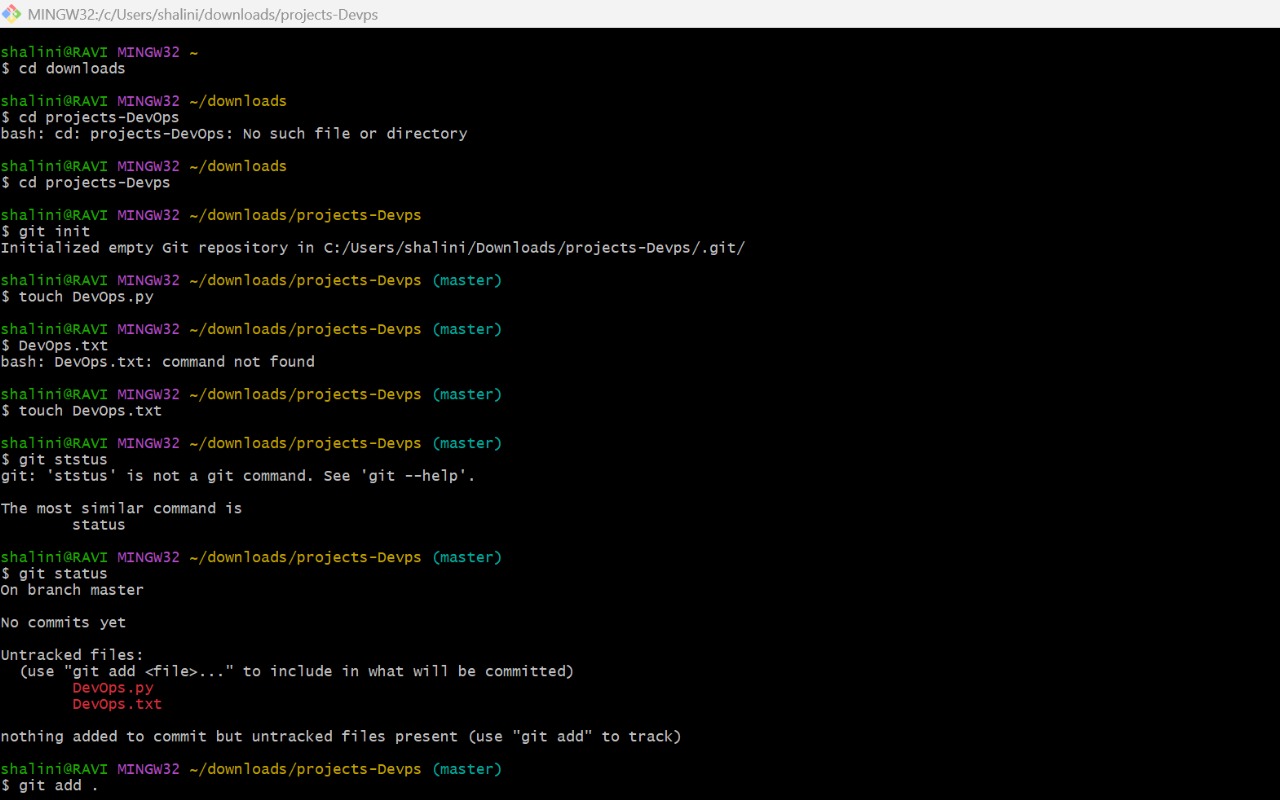 MINGW32:/c/Users/shalini/downloads/projects-Devps
shalini@RAVI MINGW32 ~
$ cd downloads
shalini@RAVI MINGW32 ~/downloads
$ cd projects-DevOps
bash: cd: projects-DevOps: No such file or directory
shalini@RAVI MINGW32 ~/downloads
$ cd projects-Devps
shalini@RAVI MINGW32 ~/downloads/projects-Devps
$ git init
Initialized empty Git repository in C:/Users/shalini/Downloads/projects-Devps/.git/
shalini@RAVI MINGW32 ~/downloads/projects-Devps (master)
$ touch DevOps.py
shalini@RAVI MINGW32 ~/downloads/projects-Devps (master)
$ DevOps.txt
bash: DevOps.txt: command not found
shalini@RAVI MINGW32 ~/downloads/projects-Devps (master)
$ touch DevOps.txt
shalini@RAVI MINGW32 ~/downloads/projects-Devps (master)
$ git ststus
git: 'ststus' is not a git command. See 'git --help'.
The most similar command is
status
shalini@RAVI MINGW32 ~/downloads/projects-Devps (master)
$ git status
On branch master
No commits yet
Untracked files:
(use "git add <file>..." to include in what will be committed)
DevOps.py
DevOps.txt
nothing added to commit but untracked files present (use "git add" to track)
shalini@RAVI MINGW32 ~/downloads/projects-Devps (master)
$ git add .